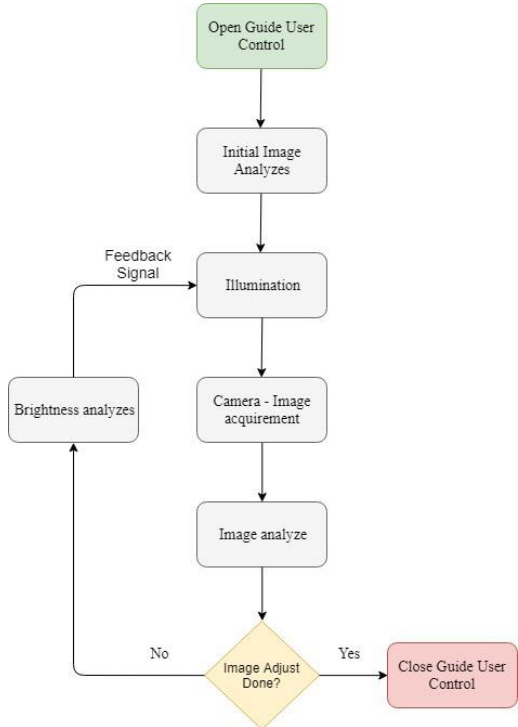 Open Guide User
Control
Initial Image
Analyzes
Feedback
Signal
Illumination
Camera - Image
acquirement
Brightness analyzes
Image analyze
No
Image Adjust
Done?
Yes
Close Guide User
Control